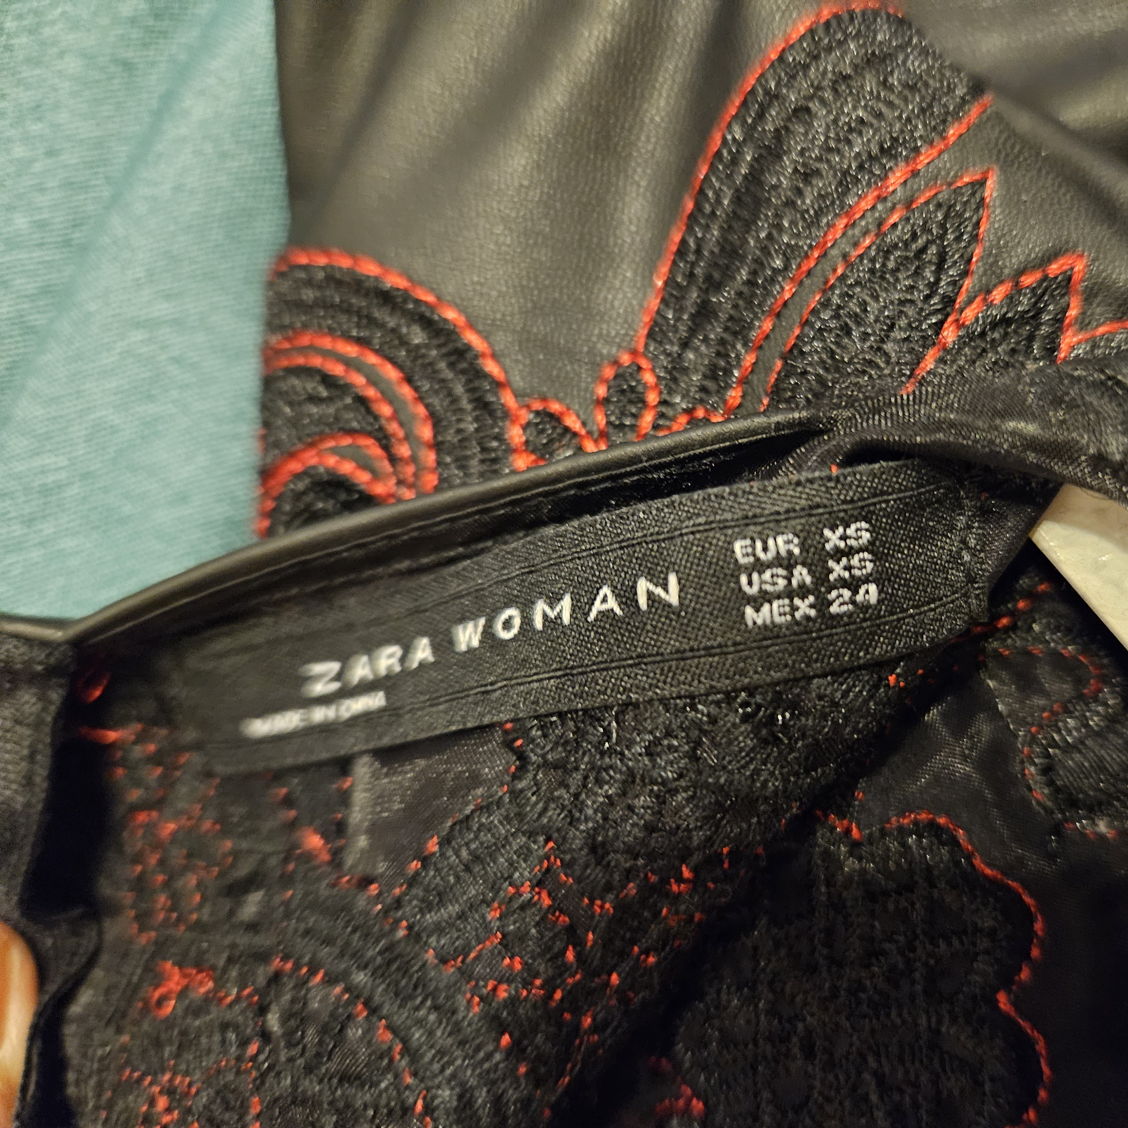 ZARA WOMAN
MADE IN CHINA
EUR XS
USA XS
MEX 24